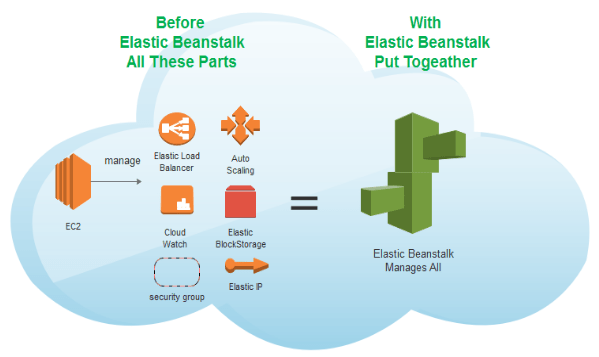 Before
Elastic Beanstalk
All These Parts
With
Elastic Beanstalk
Put Togeather
manage
EC2
Elastic Load
Balancer
Auto
Scaling
Cloud
Watch
Elastic
BlockStorage
security group
Elastic IP
=
Elastic Beanstalk
Manages All